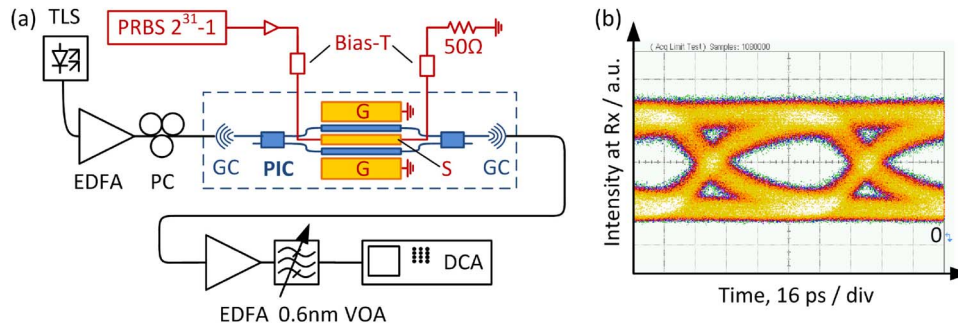 (a)
TLS
PRBS 2³¹-1
Bias-T
50Ω
EDFA
PC
GC
PIC
G
G
S
GC
DCA
EDFA 0.6nm VOA
(b)
( Acq Limit Test ) Samples: 1080000
Intensity at Rx / a.u.
0
Time, 16 ps / div